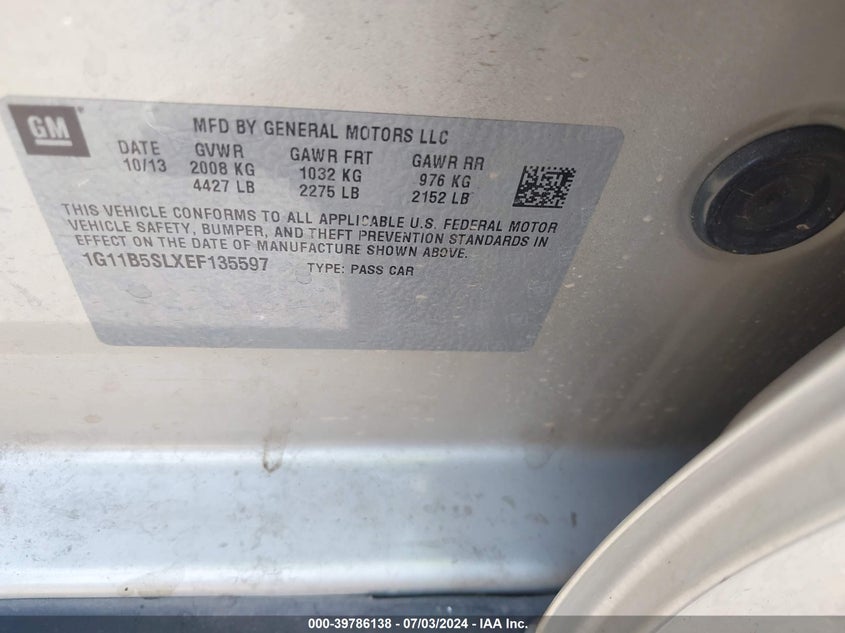 GM
MFD BY GENERAL MOTORS LLC
DATE GVWR GAWR FRT GAWR RR
10/13 2008 KG 1032 KG 976 KG
4427 LB 2275 LB 2152 LB
THIS VEHICLE CONFORMS TO ALL APPLICABLE U.S. FEDERAL MOTOR
VEHICLE SAFETY, BUMPER, AND THEFT PREVENTION STANDARDS IN
EFFECT ON THE DATE OF MANUFACTURE SHOWN ABOVE.
1G11B5SLXEF135597 TYPE: PASS CAR
000-39786138 - 07/03/2024 - IAA Inc.